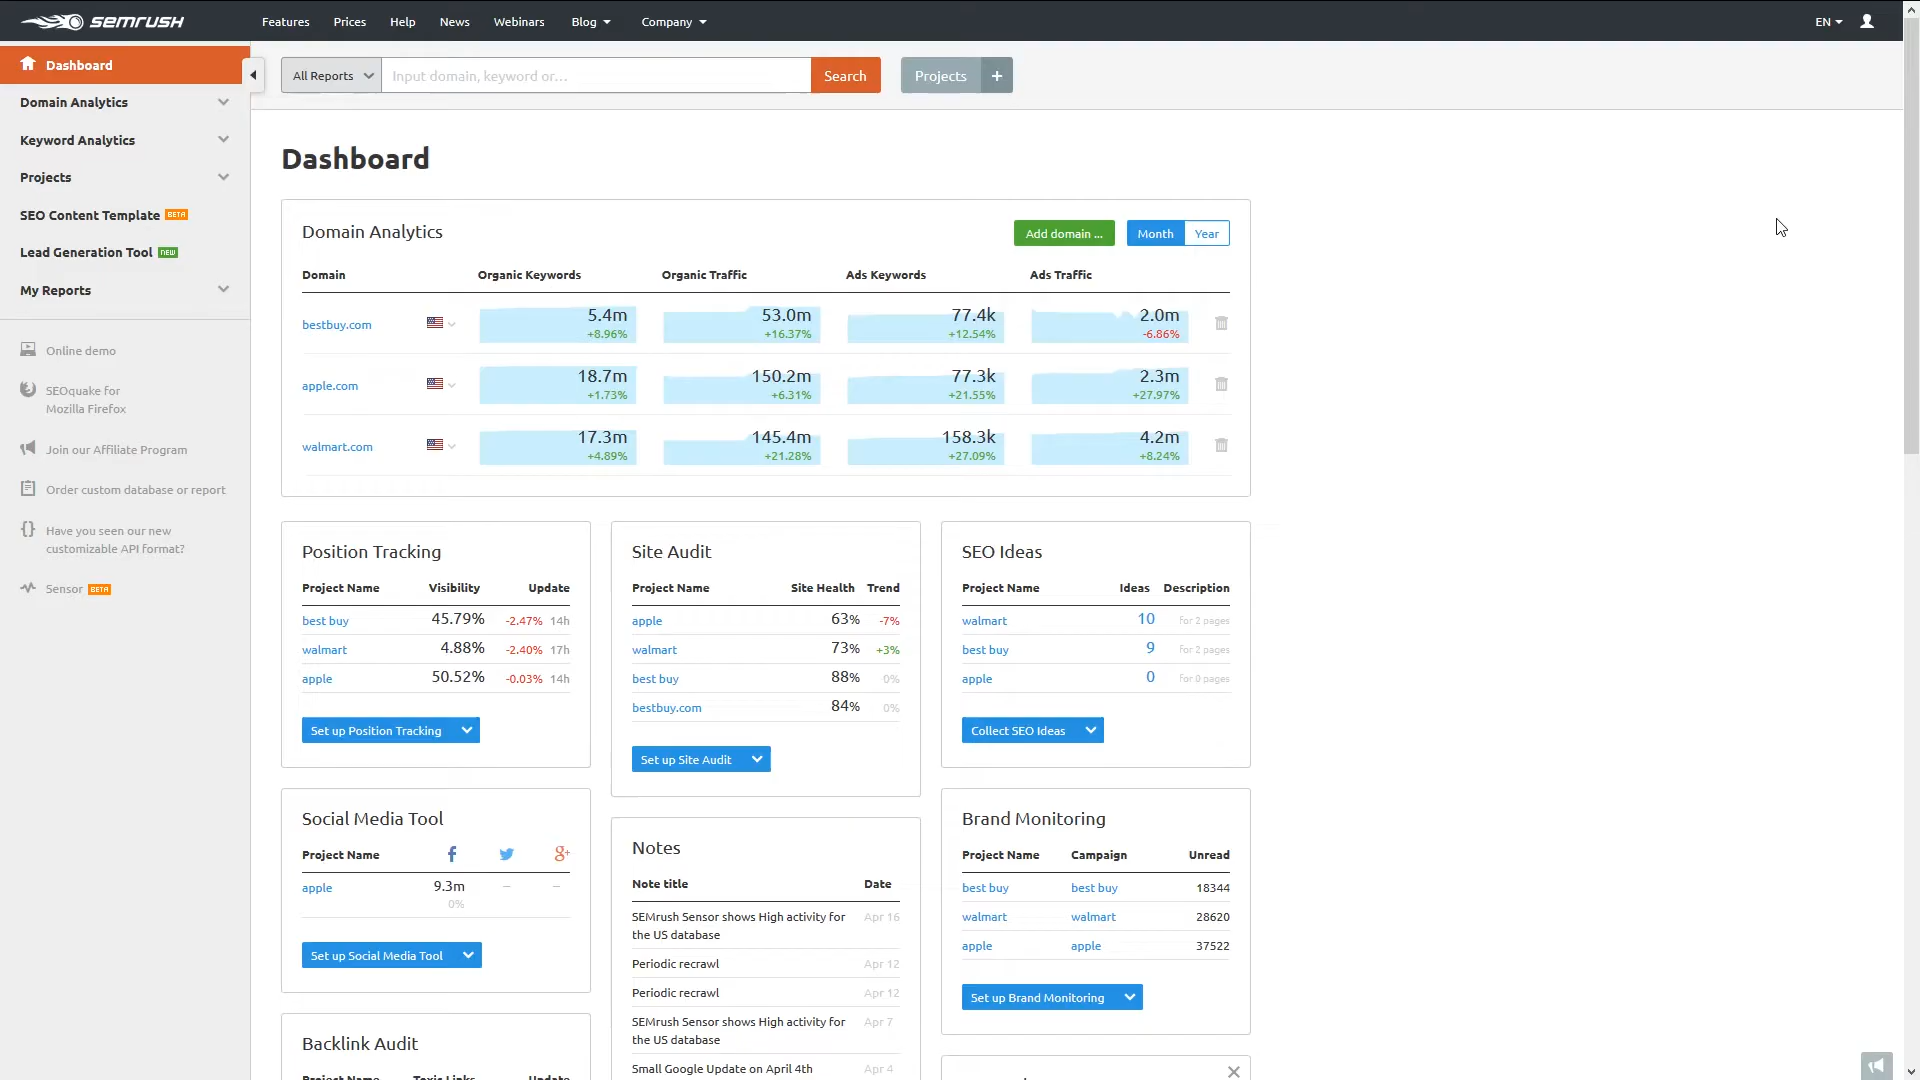 SEMRUSH
Features Prices Help News Webinars Blog Company EN
Dashboard
Domain Analytics
Keyword Analytics
Projects
SEO Content Template BETA
Lead Generation Tool NEW
My Reports
Online demo
SEOquake for
Mozilla Firefox
Join our Affiliate Program
Order custom database or report
Have you seen our new
customizable API format?
Sensor BETA
All Reports Input domain, keyword or... Search Projects +
Dashboard
Domain Analytics Add domain ... Month Year
Domain Organic Keywords Organic Traffic Ads Keywords Ads Traffic
bestbuy.com 5.4m 53.0m 77.4k 2.0m
+8.96% +16.37% +12.54% -6.86%
apple.com 18.7m 150.2m 77.3k 2.3m
+1.73% +6.31% +21.55% +27.97%
walmart.com 17.3m 145.4m 158.3k 4.2m
+4.89% +21.28% +27.09% +8.24%
Position Tracking
Project Name Visibility Update
best buy 45.79% -2.47% 14h
walmart 4.88% -2.40% 17h
apple 50.52% -0.03% 14h
Set up Position Tracking
Site Audit
Project Name Site Health Trend
apple 63% -7%
walmart 73% +3%
best buy 88% 0%
bestbuy.com 84% 0%
Set up Site Audit
SEO Ideas
Project Name Ideas Description
walmart 10 for 2 pages
best buy 9 for 2 pages
apple 0 for 0 pages
Collect SEO Ideas
Social Media Tool
Project Name f g+
apple 9.3m – –
0%
Set up Social Media Tool
Notes
Note title Date
SEMrush Sensor shows High activity for Apr 16
the US database
Periodic recrawl Apr 12
Periodic recrawl Apr 12
SEMrush Sensor shows High activity for Apr 7
the US database
Small Google Update on April 4th Apr 4
Brand Monitoring
Project Name Campaign Unread
best buy best buy 18344
walmart walmart 28620
apple apple 37522
Set up Brand Monitoring
Backlink Audit
Project Name Toxic Links Update